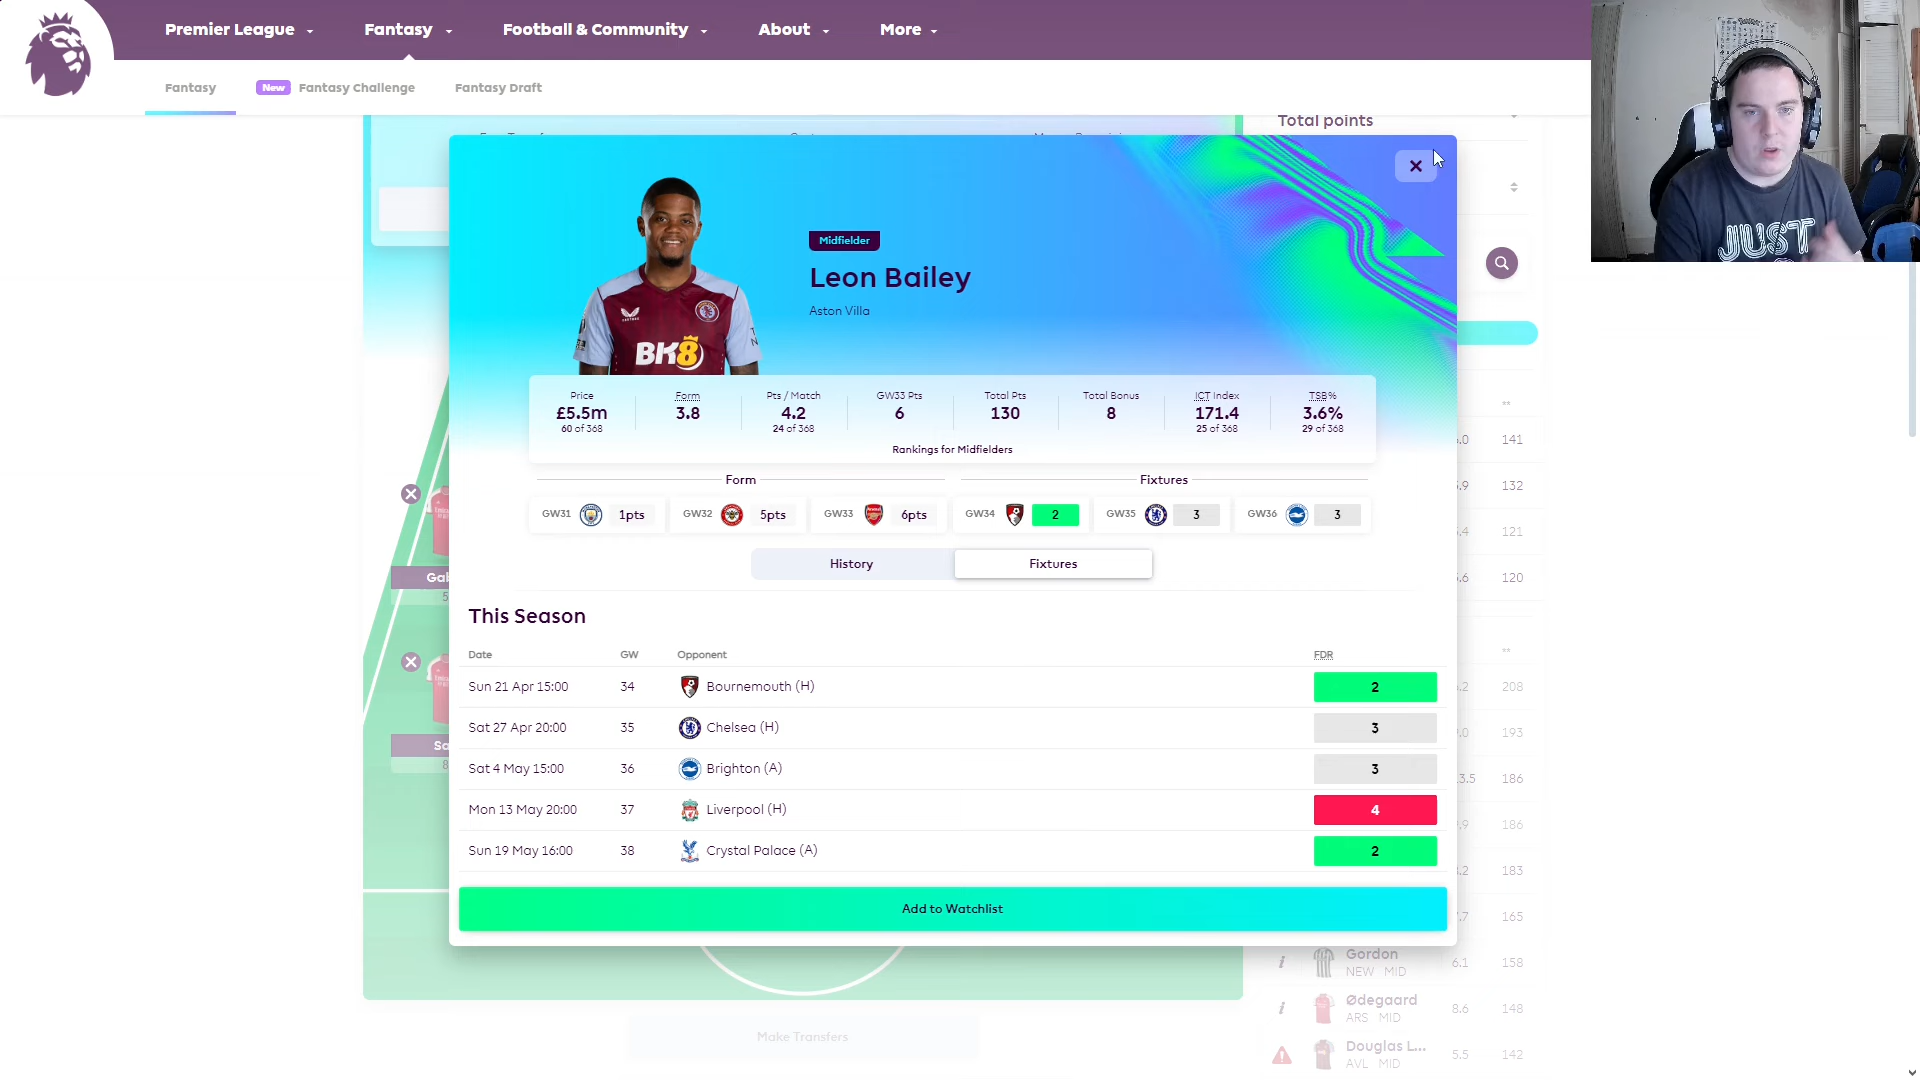 Premier League
Fantasy
Football & Community
About
More
Fantasy
New Fantasy Challenge
Fantasy Draft
Total points
Midfielder
Leon Bailey
Aston Villa
BK8
JUST
Price Form Pts / Match GW33 Pts Total Pts Total Bonus ICT Index TSB%
£5.5m 3.8 4.2 6 130 8 171.4 3.6%
60 of 368 24 of 368 25 of 368 29 of 368
Rankings for Midfielders
Form Fixtures
GW31 1pts GW32 5pts GW33 6pts GW34 2 GW35 3 GW36 3
History Fixtures
This Season
Date GW Opponent FDR
Sun 21 Apr 15:00 34 Bournemouth (H) 2
Sat 27 Apr 20:00 35 Chelsea (H) 3
Sat 4 May 15:00 36 Brighton (A) 3
Mon 13 May 20:00 37 Liverpool (H) 4
Sun 19 May 16:00 38 Crystal Palace (A) 2
Add to Watchlist
Make Transfers
**
141
132
121
120
**
208
193
186
186
183
165
Gordon
NEW MID
6.1 158
Ødegaard
ARS MID
8.6 148
Douglas L...
AVL MID
5.5 142